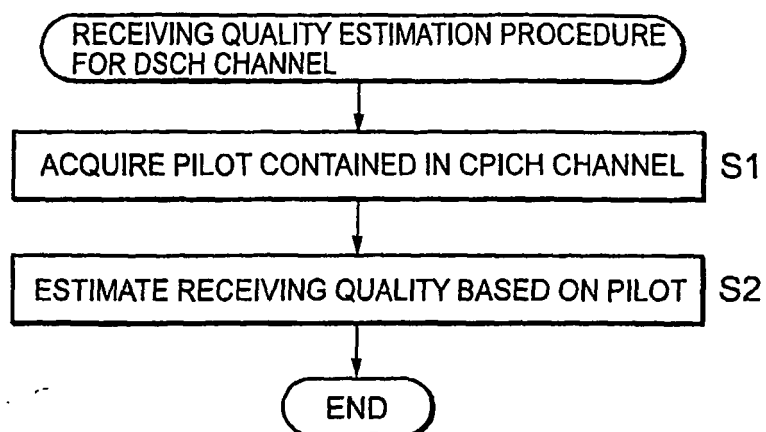 RECEIVING QUALITY ESTIMATION PROCEDURE
FOR DSCH CHANNEL
ACQUIRE PILOT CONTAINED IN CPICH CHANNEL S1
ESTIMATE RECEIVING QUALITY BASED ON PILOT S2
END